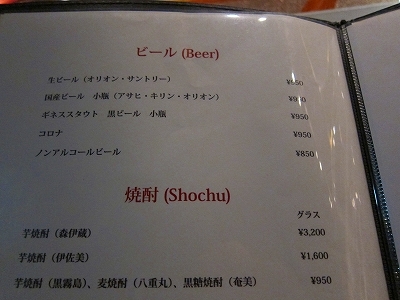 ビール (Beer)
生ビール（オリオン・サントリー） ¥950
国産ビール　小瓶（アサヒ・キリン・オリオン）
ギネススタウト　黒ビール　小瓶 ¥950
コロナ ¥950
ノンアルコールビール ¥850
焼酎 (Shochu)
グラス
芋焼酎（森伊蔵） ¥3,200
芋焼酎（伊佐美） ¥1,600
芋焼酎（黒霧島）、麦焼酎（八重丸）、黒糖焼酎（奄美） ¥950